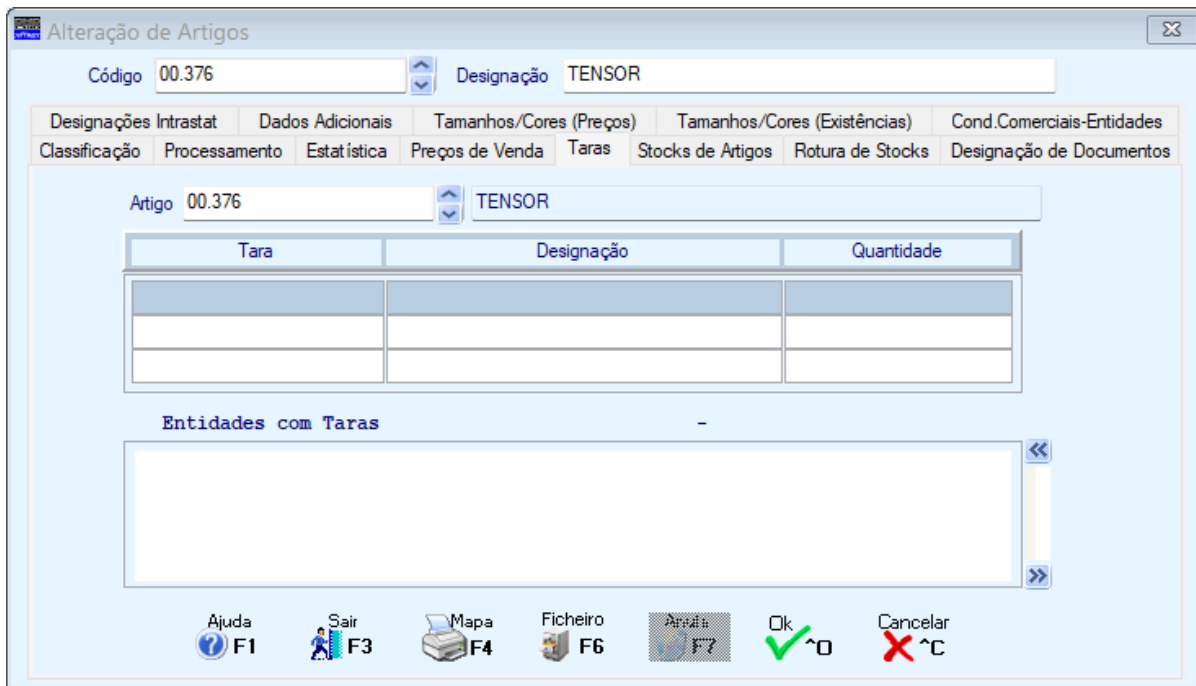 Alteração de Artigos
Código 00.376 Designação TENSOR
Designações Intrastat Dados Adicionais Tamanhos/Cores (Preços) Tamanhos/Cores (Existências) Cond.Comerciais-Entidades
Classificação Processamento Estatística Preços de Venda Taras Stocks de Artigos Rotura de Stocks Designação de Documentos
Artigo 00.376 TENSOR
Tara Designação Quantidade
Entidades com Taras -
Ajuda Sair Mapa Ficheiro Ok Cancelar
F1 F3 F4 F6 F7 ^O ^C